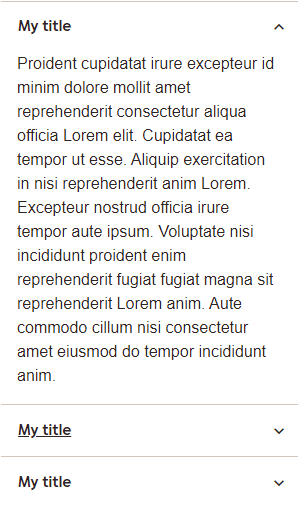 My title
Proident cupidatat irure excepteur id
minim dolore mollit amet
reprehenderit consectetur aliqua
officia Lorem elit. Cupidatat ea
tempor ut esse. Aliquip exercitation
in nisi reprehenderit anim Lorem.
Excepteur nostrud officia irure
tempor aute ipsum. Voluptate nisi
incididunt proident enim
reprehenderit fugiat fugiat magna sit
reprehenderit Lorem anim. Aute
commodo cillum nisi consectetur
amet eiusmod do tempor incididunt
anim.
My title
My title